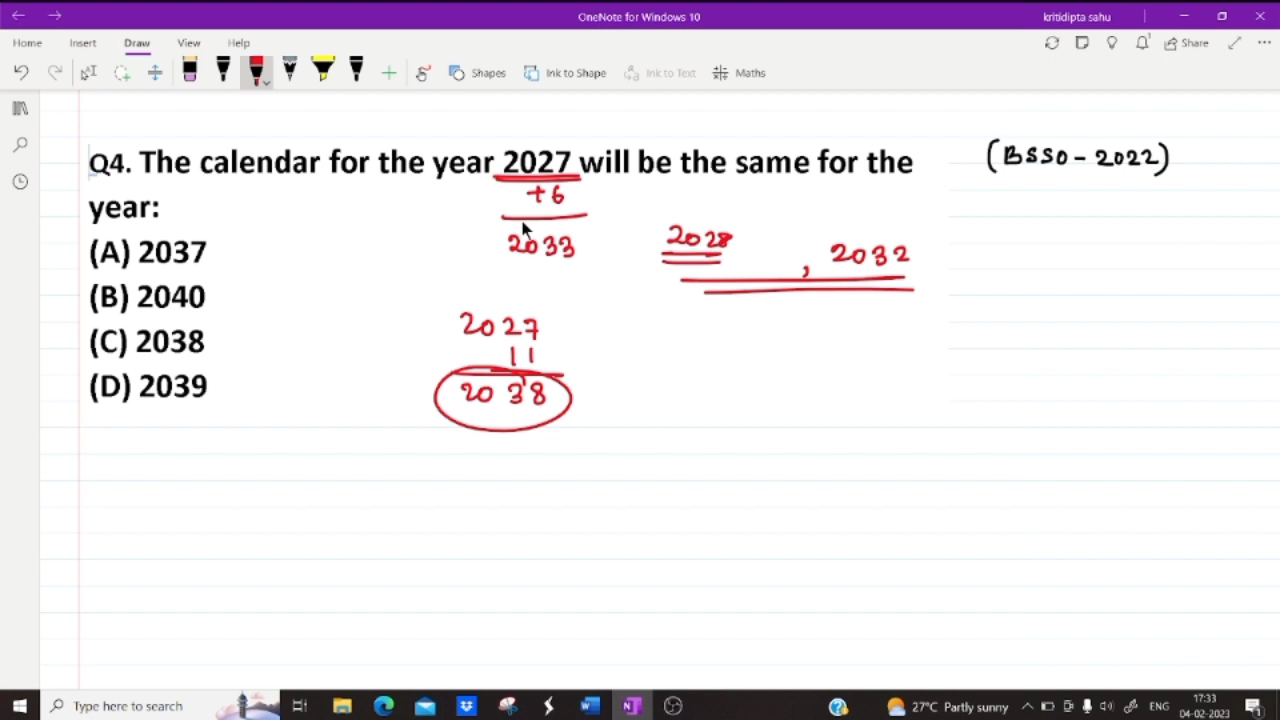 OneNote for Windows 10
kritidipta sahu
Home Insert Draw View Help
Share
Shapes Ink to Shape Ink to Text Maths
Q4. The calendar for the year 2027 will be the same for the
(BSSO - 2022)
year:
+6
2033
2028 , 2032
(A) 2037
(B) 2040
(C) 2038
(D) 2039
2027
11
2038
Type here to search
27°C Partly sunny
ENG
17:33
04-02-2023